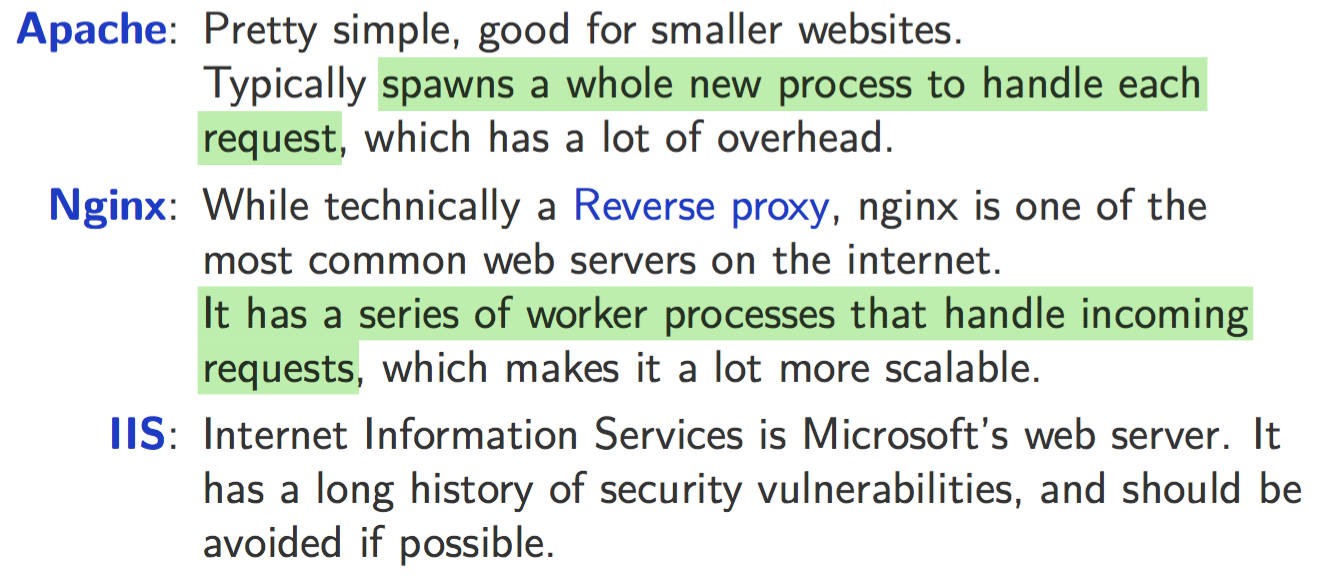 Apache: Pretty simple, good for smaller websites.
Typically spawns a whole new process to handle each
request, which has a lot of overhead.
Nginx: While technically a Reverse proxy, nginx is one of the
most common web servers on the internet.
It has a series of worker processes that handle incoming
requests, which makes it a lot more scalable.
IIS: Internet Information Services is Microsoft's web server. It
has a long history of security vulnerabilities, and should be
avoided if possible.